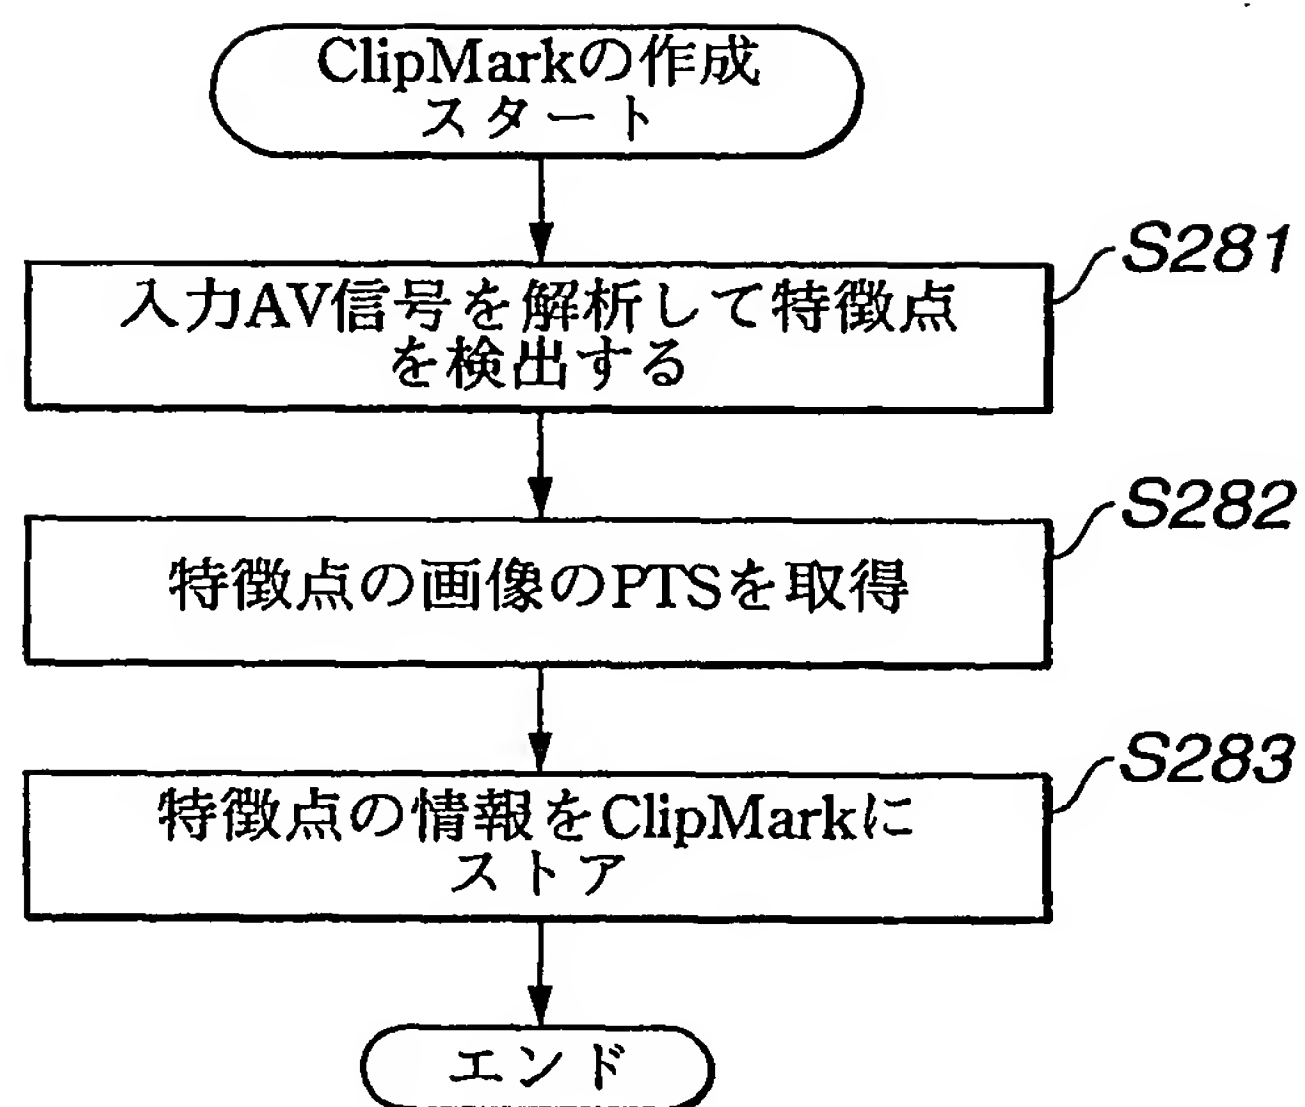 ClipMarkの作成
スタート
S281
入力AV信号を解析して特徴点
を検出する
S282
特徴点の画像のPTSを取得
S283
特徴点の情報をClipMarkに
ストア
エンド